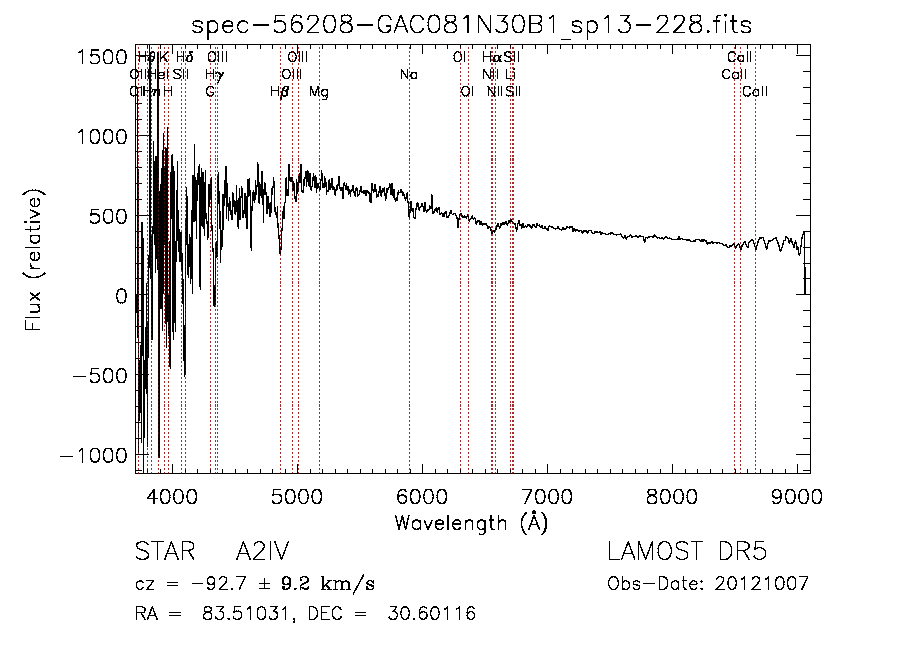 spec-56208-GAC081N30B1_sp13-228.fits
1500
1000
500
0
-500
-1000
K Hδ OIII OIII OI Hα SII CaII
HeI SII Hγ OIII Na NII Li CaII
H G Hβ Mg OI NII SII CaII
4000 5000 6000 7000 8000 9000
Flux (relative)
Wavelength (Å)
STAR A2IV LAMOST DR5
cz = -92.7 ± 9.2 km/s Obs-Date: 20121007
RA = 83.51031, DEC = 30.60116